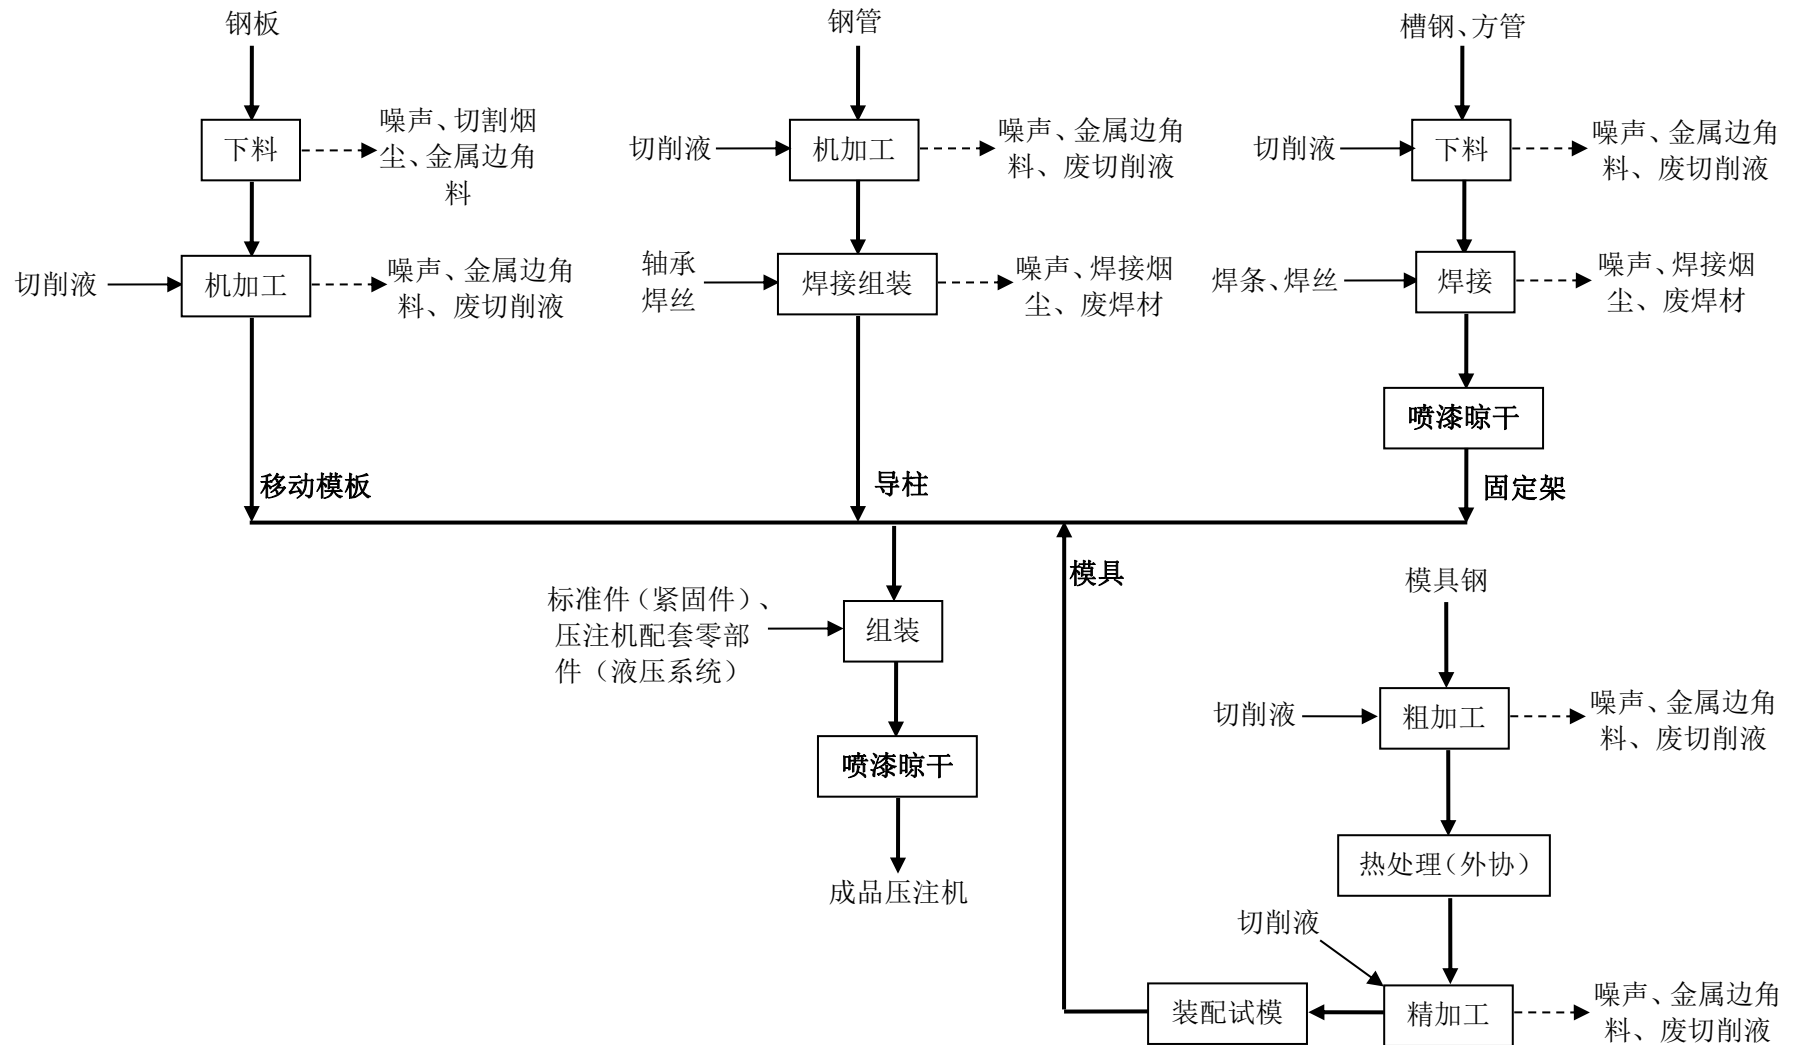 钢板
钢管
槽钢、方管
下料
噪声、切割烟
尘、金属边角
料
切削液
机加工
噪声、金属边角
料、废切削液
切削液
下料
噪声、金属边角
料、废切削液
切削液
机加工
噪声、金属边角
料、废切削液
轴承
焊丝
焊接组装
噪声、焊接烟
尘、废焊材
焊条、焊丝
焊接
噪声、焊接烟
尘、废焊材
喷漆晾干
移动模板
导柱
固定架
标准件（紧固件）、
压注机配套零部
件（液压系统）
组装
模具
模具钢
喷漆晾干
切削液
粗加工
噪声、金属边角
料、废切削液
成品压注机
热处理（外协）
切削液
装配试模
精加工
噪声、金属边角
料、废切削液